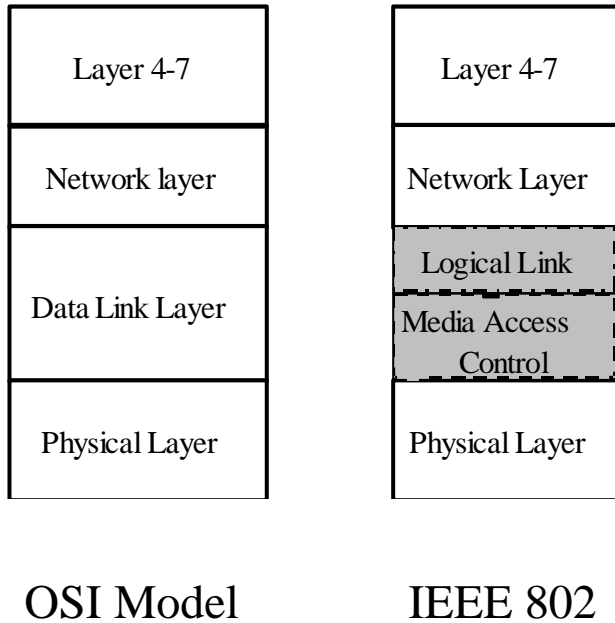 Layer 4-7
Network layer
Data Link Layer
Physical Layer
OSI Model
Layer 4-7
Network Layer
Logical Link
Media Access
Control
Physical Layer
IEEE 802